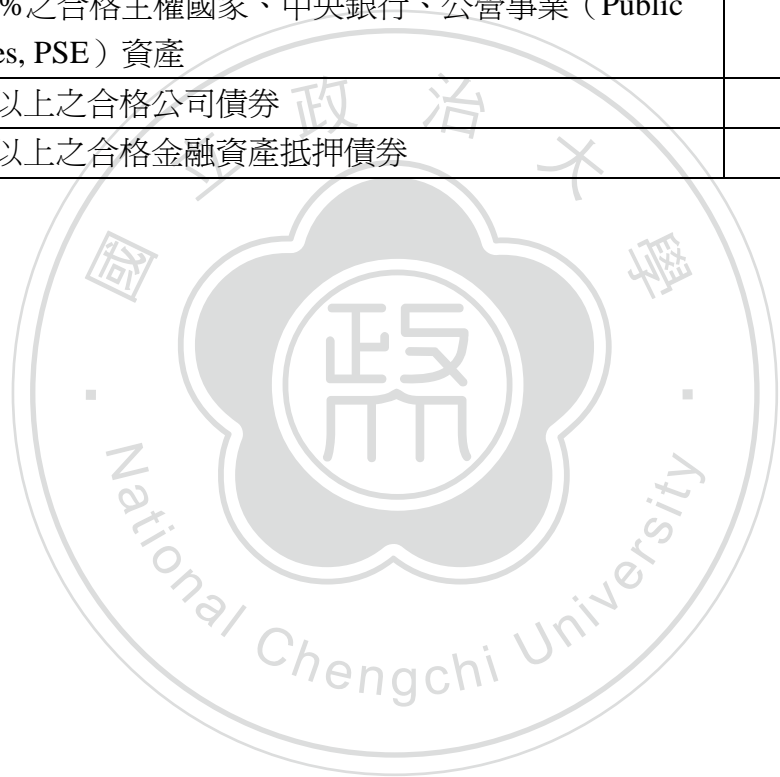 %之合格主權國家、中央銀行、公營事業（Public
es, PSE）資產
以上之合格公司債券
以上之合格金融資產抵押債券
國立政治大學
政
National Chengchi University